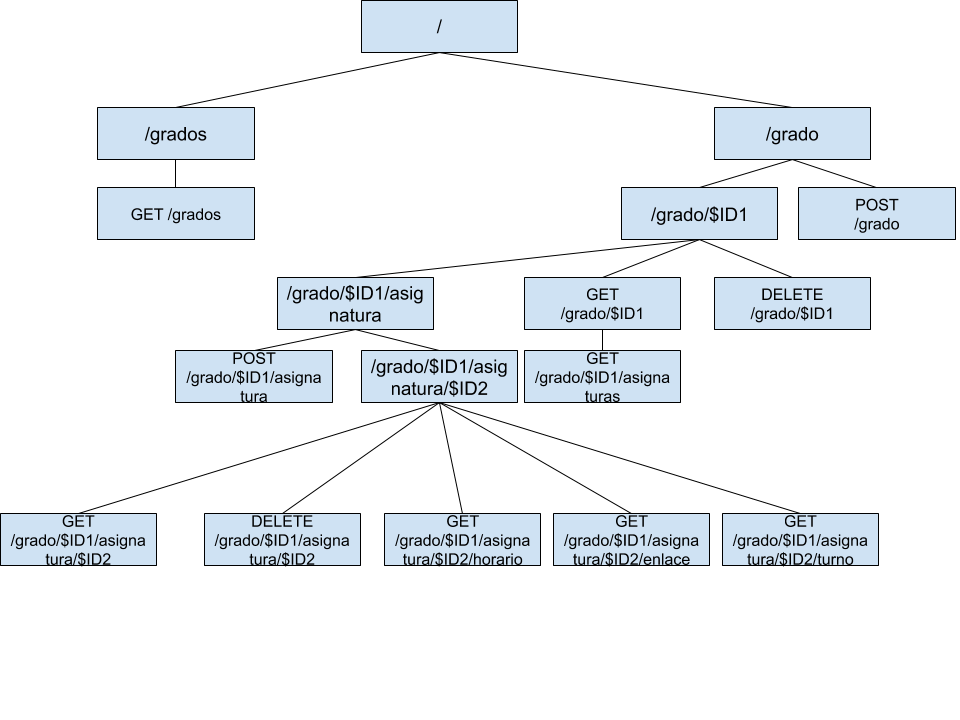 /
/grados
/grado
GET /grados
/grado/$ID1
POST
/grado
/grado/$ID1/asig
natura
GET
/grado/$ID1
DELETE
/grado/$ID1
POST
/grado/$ID1/asigna
tura
/grado/$ID1/asig
natura/$ID2
GET
/grado/$ID1/asigna
turas
GET
/grado/$ID1/asigna
tura/$ID2
DELETE
/grado/$ID1/asigna
tura/$ID2
GET
/grado/$ID1/asigna
tura/$ID2/horario
GET
/grado/$ID1/asigna
tura/$ID2/enlace
GET
/grado/$ID1/asigna
tura/$ID2/turno